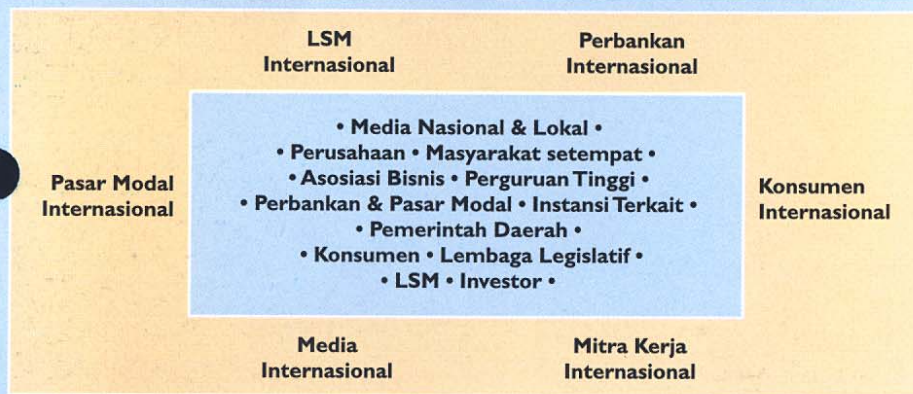 LSM
Internasional
Perbankan
Internasional
• Media Nasional & Lokal •
• Perusahaan • Masyarakat setempat •
• Asosiasi Bisnis • Perguruan Tinggi •
• Perbankan & Pasar Modal • Instansi Terkait •
• Pemerintah Daerah •
• Konsumen • Lembaga Legislatif •
• LSM • Investor •
Pasar Modal
Internasional
Konsumen
Internasional
Media
Internasional
Mitra Kerja
Internasional